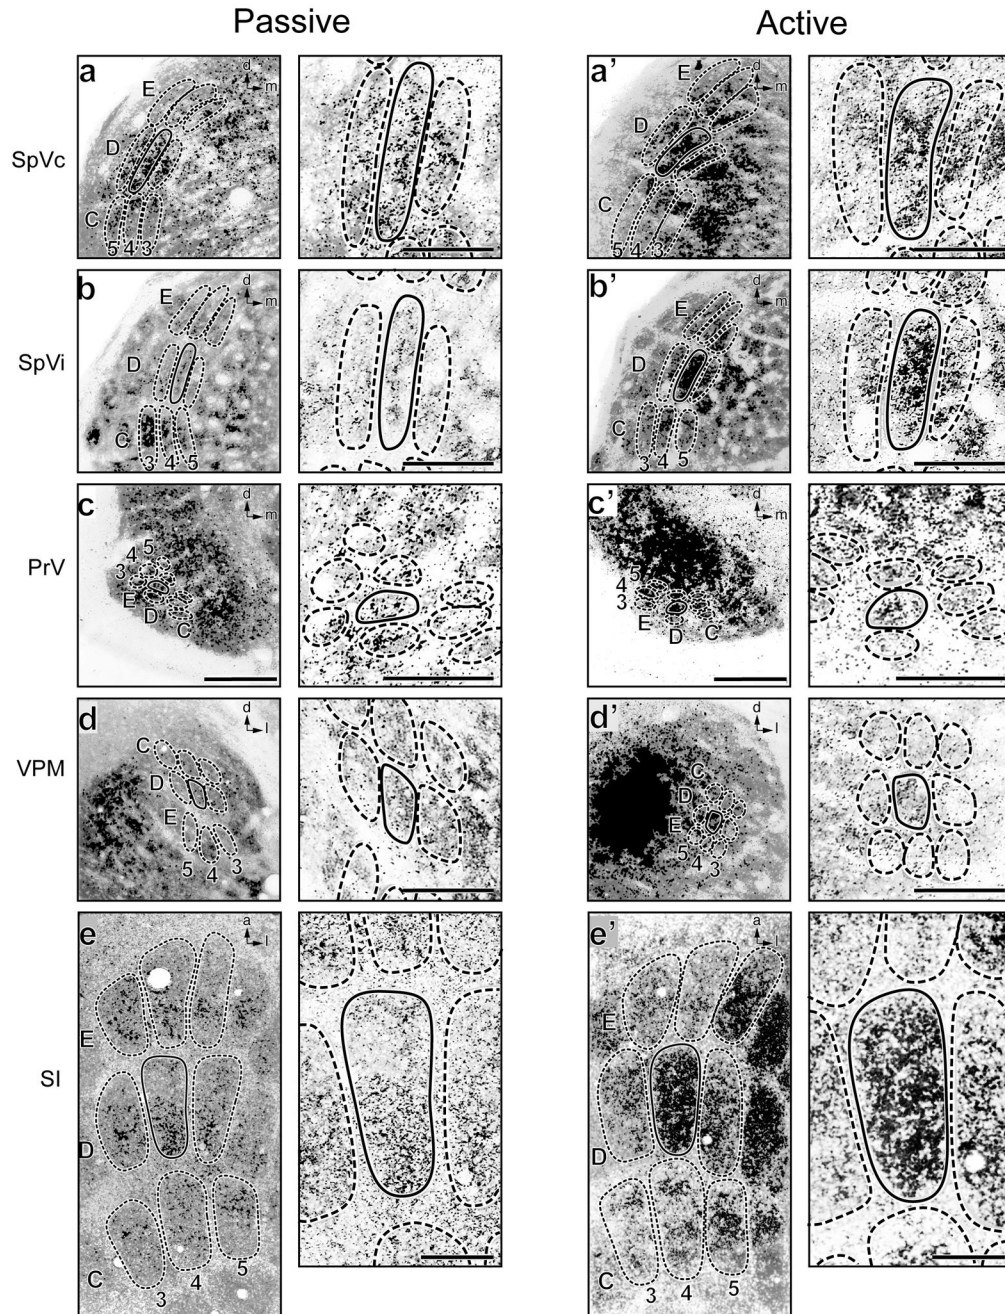 Passive Active
a E d m D C 5 4 3
a' E d m D C 5 4 3
SpVc
b E d m D C 3 4 5
b' E d m D C 3 4 5
SpVi
c d m 5 4 3 E D C
c' d m 5 4 3 E D C
PrV
d d l C D E 5 4 3
d' d l C D E 5 4 3
VPM
e a l E D C 3 4 5
e' a l E D C 3 4 5
SI